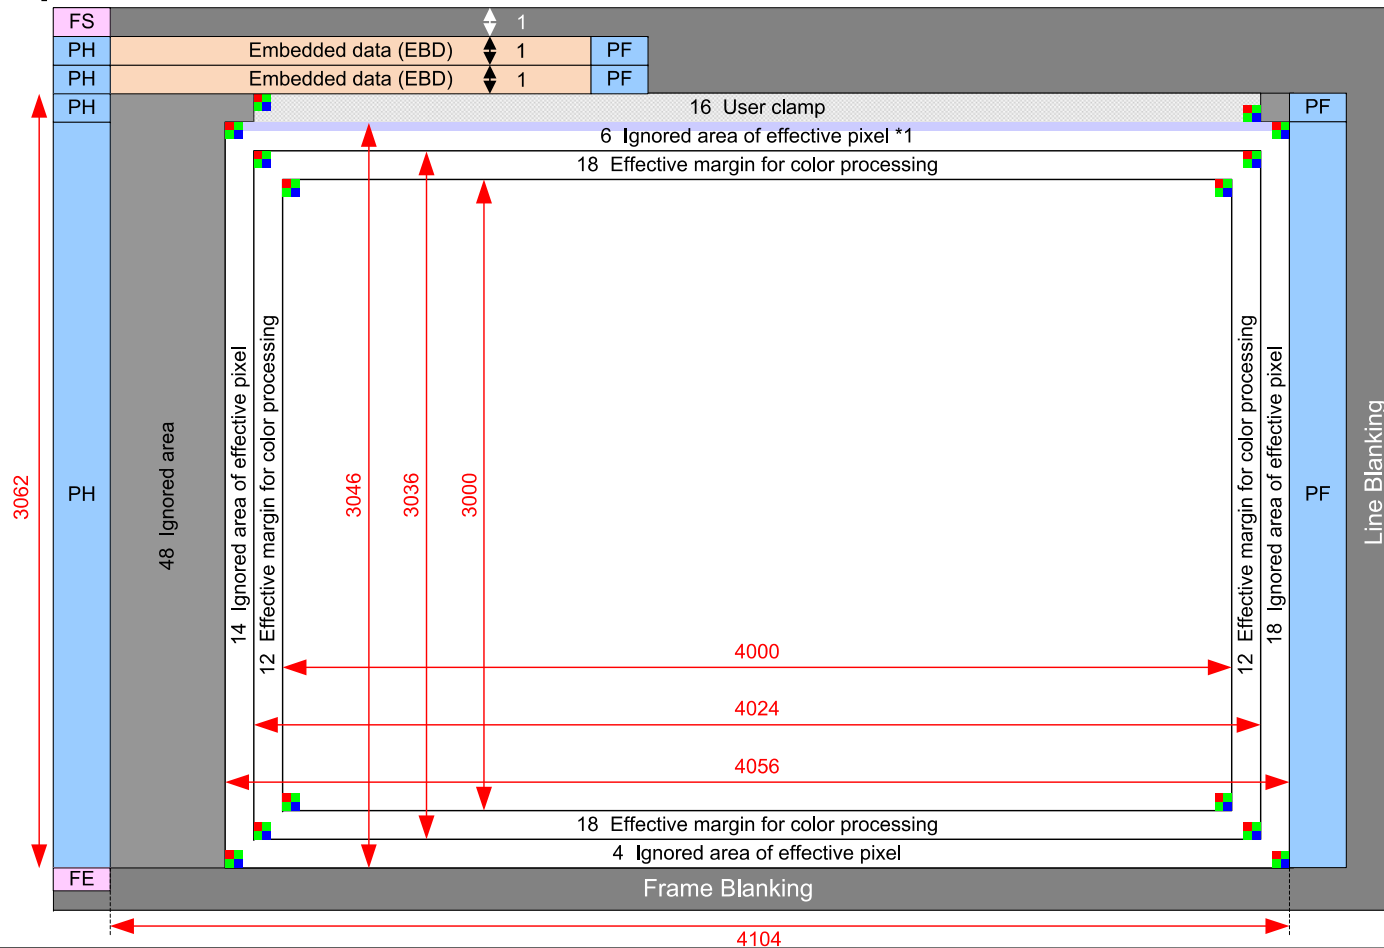 FS
1
PH
Embedded data (EBD)
1
PF
PH
Embedded data (EBD)
1
PF
PH
16 User clamp
PF
6 Ignored area of effective pixel *1
18 Effective margin for color processing
3062
PH
48 Ignored area
14 Ignored area of effective pixel
12 Effective margin for color processing
3046
3036
3000
12 Effective margin for color processing
18 Ignored area of effective pixel
PF
Line Blanking
4000
4024
4056
18 Effective margin for color processing
4 Ignored area of effective pixel
FE
Frame Blanking
4104